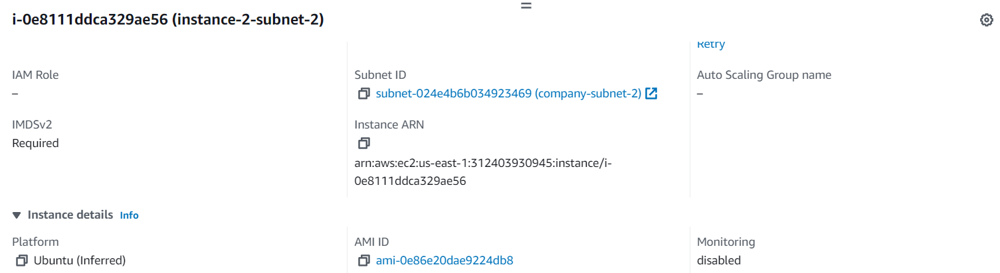 i-0e8111ddca329ae56 (instance-2-subnet-2)
Retry
IAM Role
–
Subnet ID
subnet-024e4b6b034923469 (company-subnet-2)
Auto Scaling Group name
–
IMDSv2
Required
Instance ARN
arn:aws:ec2:us-east-1:312403930945:instance/i-
0e8111ddca329ae56
Instance details Info
Platform
Ubuntu (Inferred)
AMI ID
ami-0e86e20dae9224db8
Monitoring
disabled